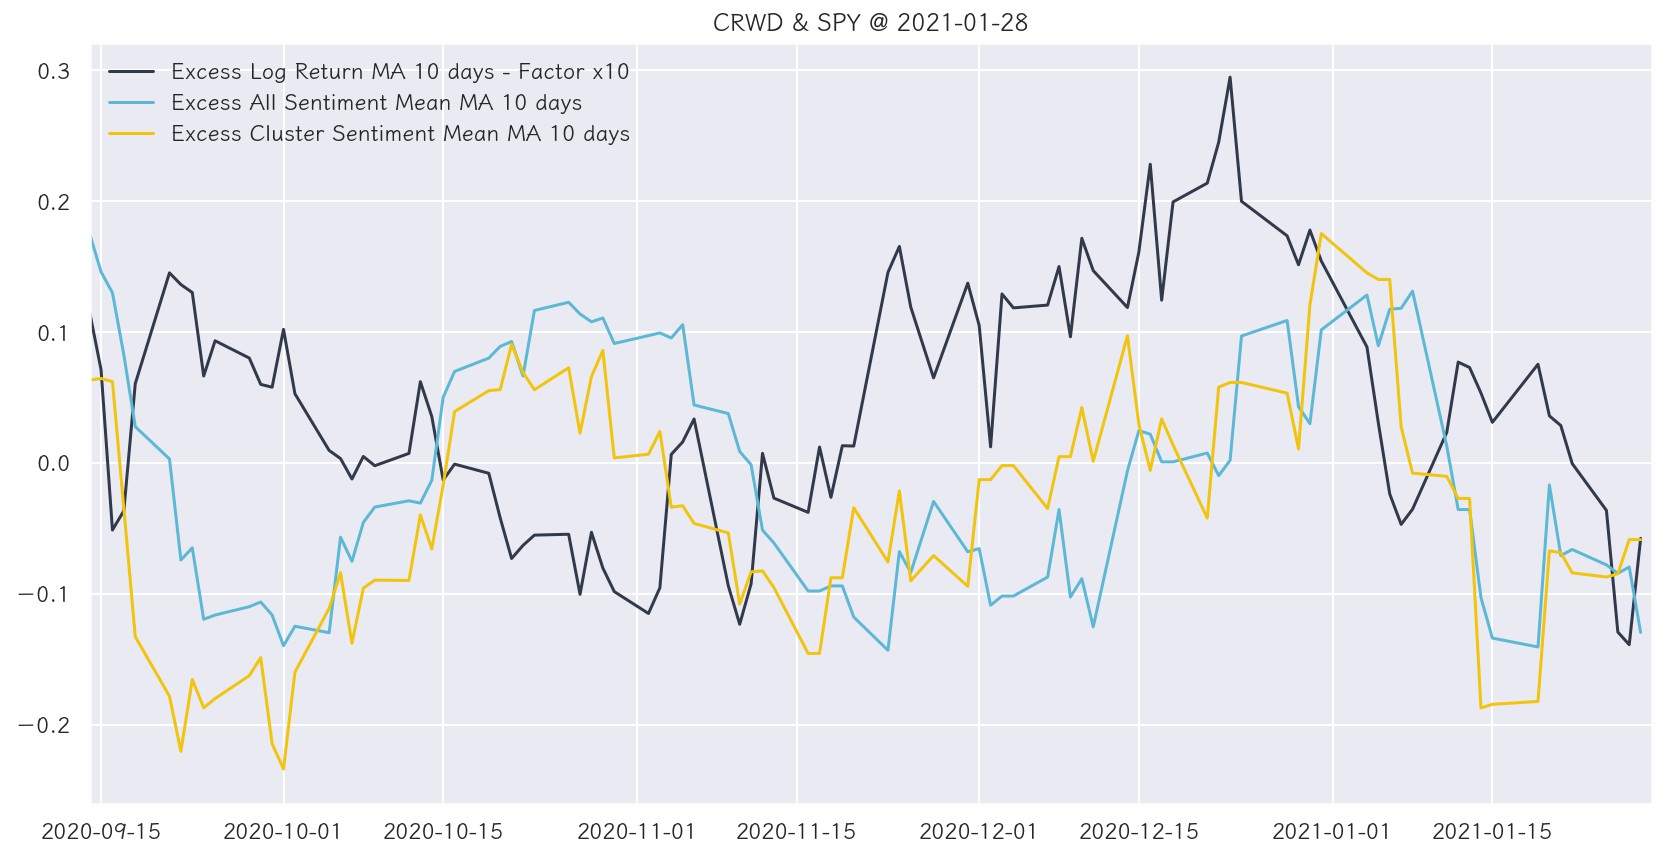 CRWD & SPY @ 2021-01-28
Excess Log Return MA 10 days - Factor x10
Excess All Sentiment Mean MA 10 days
Excess Cluster Sentiment Mean MA 10 days
0.3
0.2
0.1
0.0
−0.1
−0.2
2020-09-15 2020-10-01 2020-10-15 2020-11-01 2020-11-15 2020-12-01 2020-12-15 2021-01-01 2021-01-15